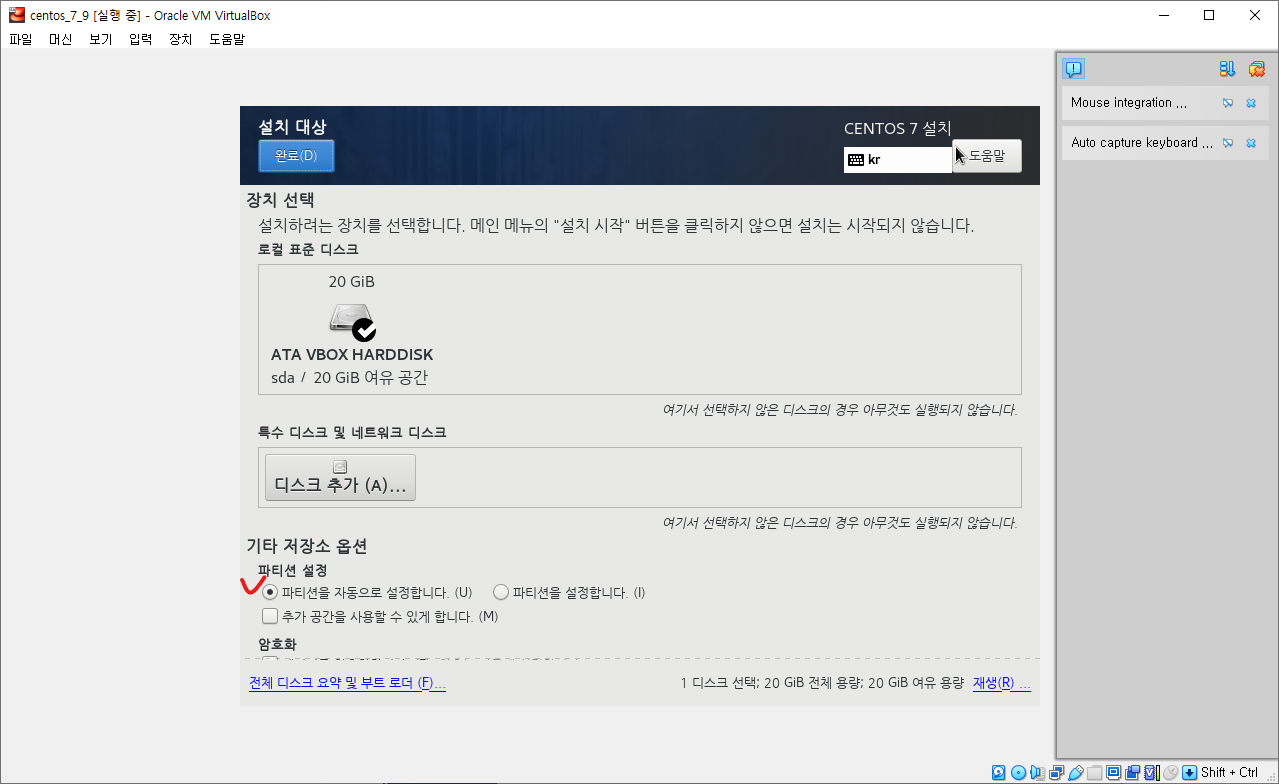 centos_7_9 [실행 중] - Oracle VM VirtualBox
파일 머신 보기 입력 장치 도움말
Mouse integration ...
Auto capture keyboard ...
설치 대상
완료(D)
CENTOS 7 설치
kr
도움말
장치 선택
설치하려는 장치를 선택합니다. 메인 메뉴의 "설치 시작" 버튼을 클릭하지 않으면 설치는 시작되지 않습니다.
로컬 표준 디스크
20 GiB
ATA VBOX HARDDISK
sda / 20 GiB 여유 공간
여기서 선택하지 않은 디스크의 경우 아무것도 실행되지 않습니다.
특수 디스크 및 네트워크 디스크
디스크 추가 (A)...
여기서 선택하지 않은 디스크의 경우 아무것도 실행되지 않습니다.
기타 저장소 옵션
파티션 설정
파티션을 자동으로 설정합니다. (U) 파티션을 설정합니다. (I)
추가 공간을 사용할 수 있게 합니다. (M)
암호화
전체 디스크 요약 및 부트 로더 (F)... 1 디스크 선택; 20 GiB 전체 용량; 20 GiB 여유 용량 재생(R) ...
Shift + Ctrl